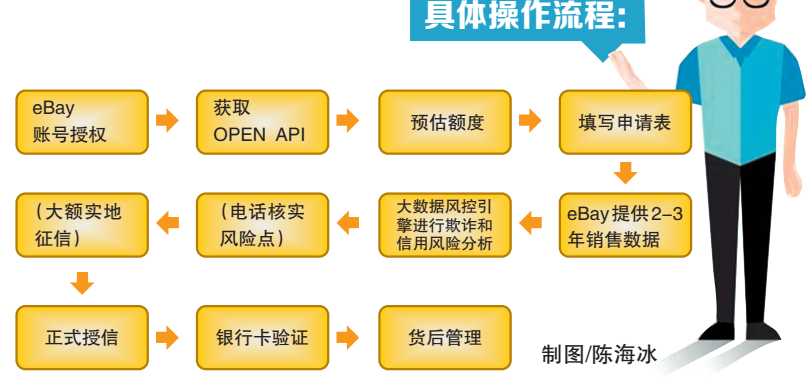 具体操作流程：
eBay
账号授权
获取
OPEN API
预估额度
填写申请表
eBay提供2-3
年销售数据
大数据风控引
擎进行欺诈和
信用风险分析
（电话核实
风险点）
（大额实地
征信）
正式授信
银行卡验证
货后管理
制图/陈海冰